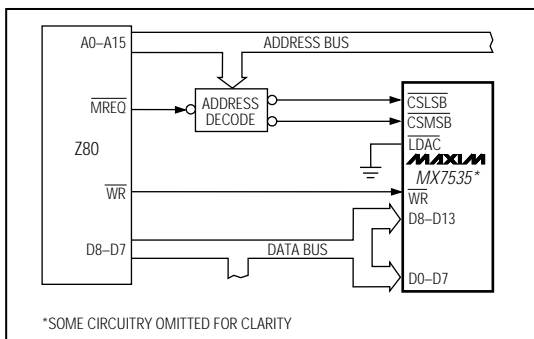 A0–A15
ADDRESS BUS
MREQ
ADDRESS
DECODE
CSLSB
CSMSB
LDAC
MAXIM
MX7535*
Z80
WR
WR
D8–D13
D8–D7
DATA BUS
D0–D7
*SOME CIRCUITRY OMITTED FOR CLARITY